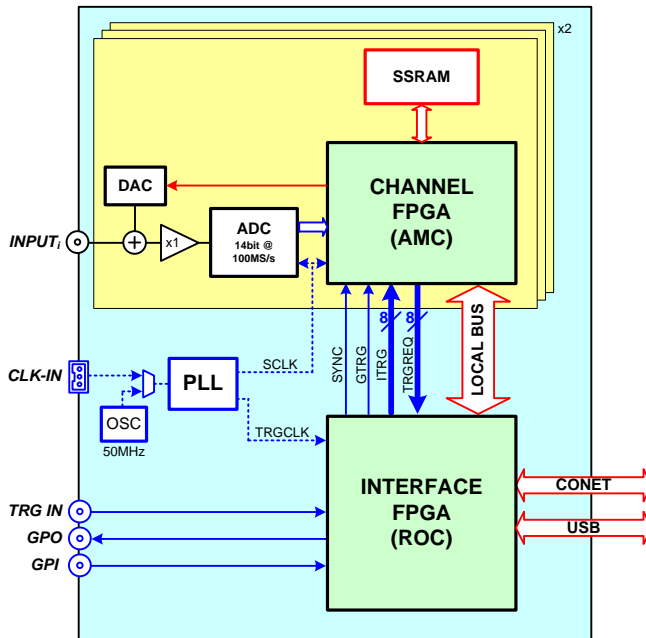 x2
SSRAM
DAC
CHANNEL
FPGA
(AMC)
INPUTi
x1
ADC
14bit @
100MS/s
8
8
SYNC
GTRG
ITRG
TRGREQ
LOCAL BUS
CLK-IN
SCLK
PLL
OSC
50MHz
TRGCLK
INTERFACE
FPGA
(ROC)
CONET
USB
TRG IN
GPO
GPI